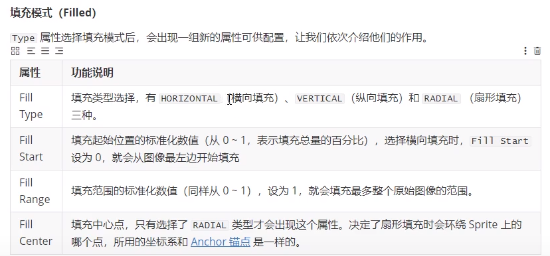 填充模式（Filled）
Type 属性选择填充模式后，会出现一组新的属性可供配置，让我们依次介绍他们的作用。
属性 功能说明
Fill Type 填充类型选择，有 HORIZONTAL （横向填充）、VERTICAL（纵向填充）和 RADIAL （扇形填充）
三种。
Fill Start 填充起始位置的标准化数值（从 0 ~ 1，表示填充总量的百分比），选择横向填充时，Fill Start
设为 0，就会从图像最左边开始填充
Fill Range 填充范围的标准化数值（同样从 0 ~ 1），设为 1，就会填充最多整个原始图像的范围。
Fill Center 填充中心点，只有选择了 RADIAL 类型才会出现这个属性。决定了扇形填充时会环绕 Sprite 上的
哪个点，所用的坐标系和 Anchor 锚点 是一样的。